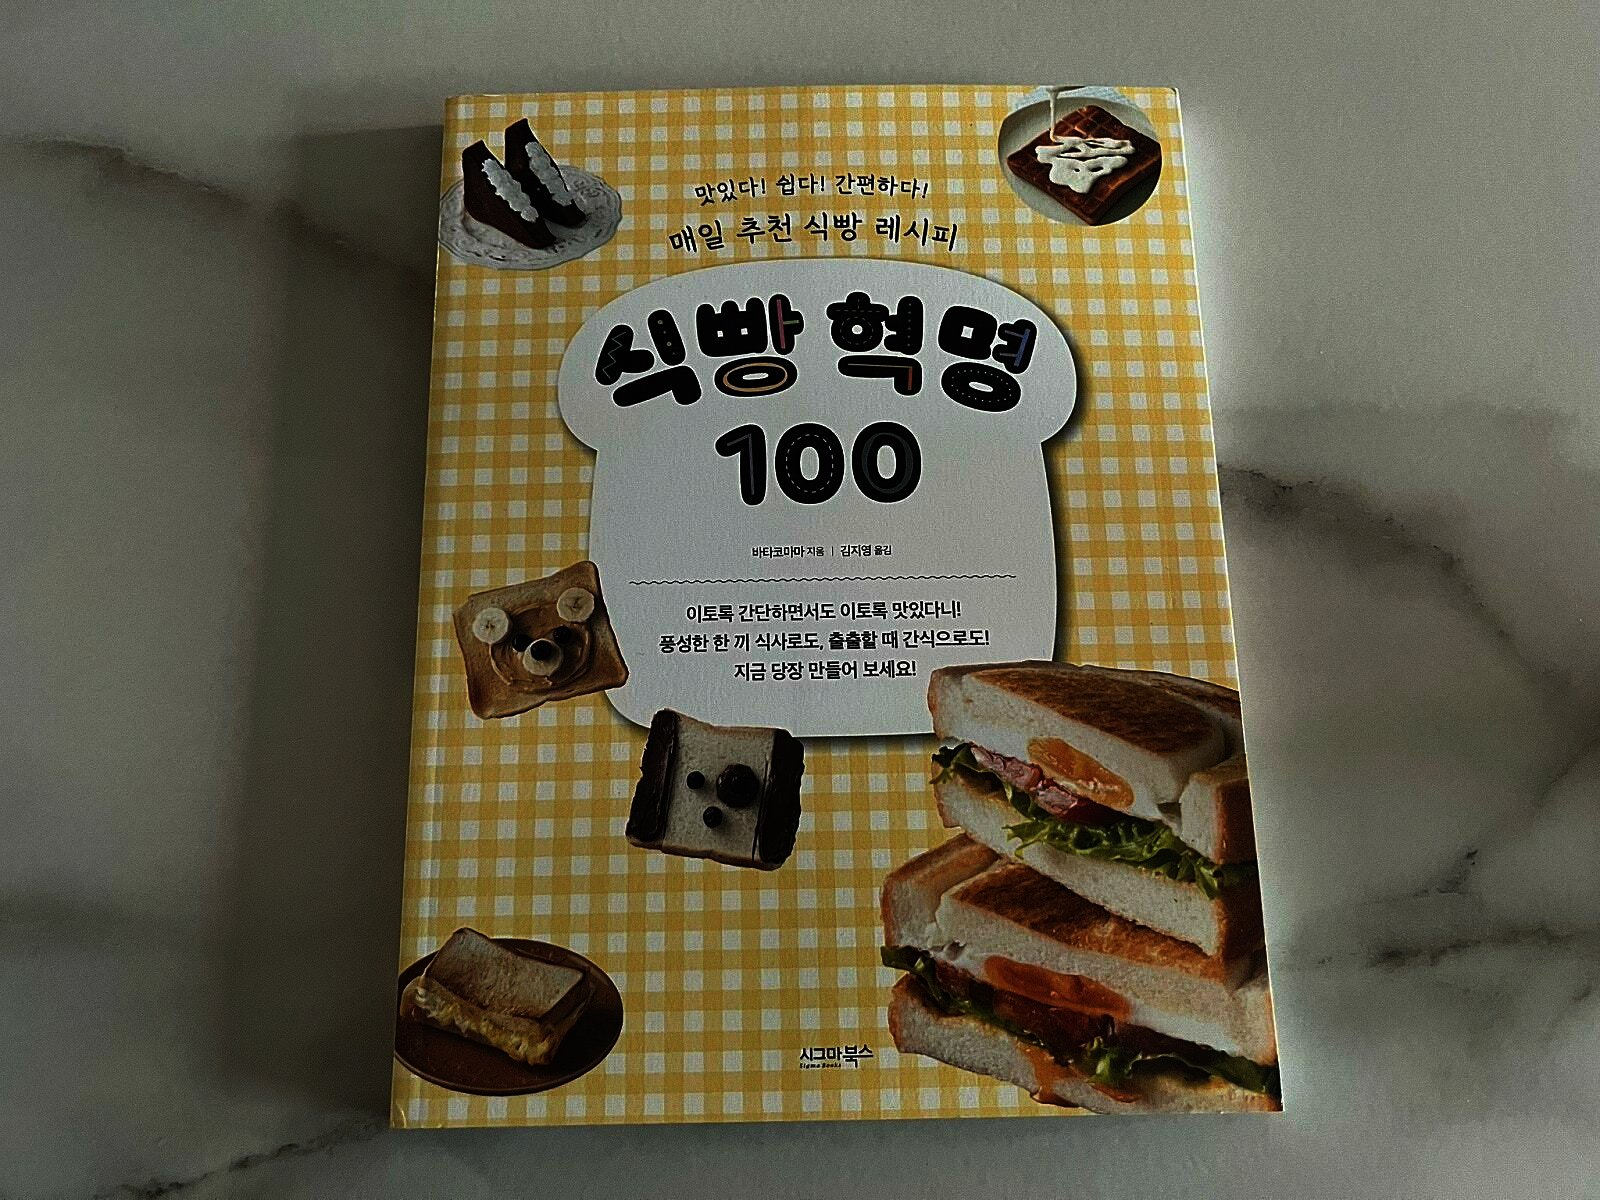 맛있다! 쉽다! 간편하다!
매일 추천 식빵 레시피
식빵 혁명
100
바타코마마 지음 | 김지영 옮김
이토록 간단하면서도 이토록 맛있다니!
풍성한 한 끼 식사로도, 출출할 때 간식으로도!
지금 당장 만들어 보세요!
시그마북스
Sigma Books